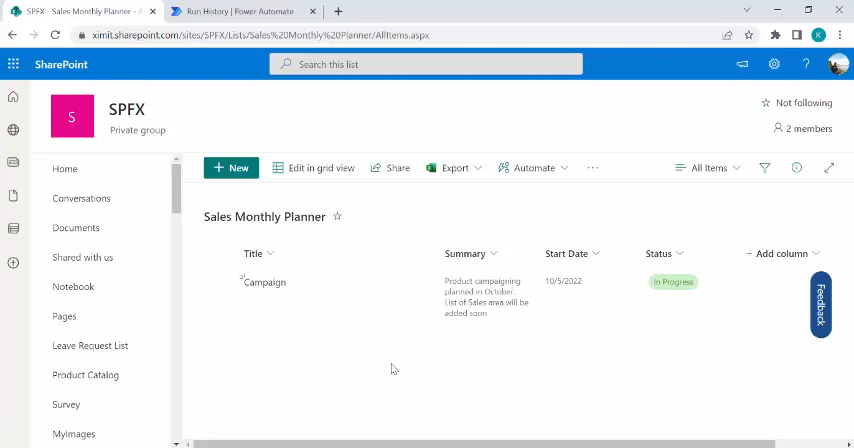 SPFX - Sales Monthly Planner - A
Run History | Power Automate
ximit.sharepoint.com/sites/SPFX/Lists/Sales%20Monthly%20Planner/AllItems.aspx
K
SharePoint
Search this list
S
SPFX
Private group
Not following
2 members
Home
Conversations
Documents
Shared with us
Notebook
Pages
Leave Request List
Product Catalog
Survey
MyImages
+ New
Edit in grid view
Share
Export
Automate
...
All Items
Sales Monthly Planner
Title
Summary
Start Date
Status
+ Add column
Campaign
Product campaigning
planned in October.
List of Sales area will be
added soon
10/5/2022
In Progress
Feedback